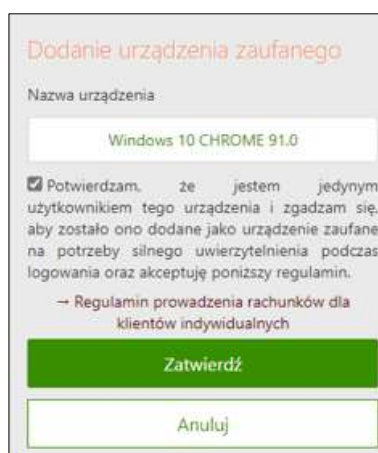 Dodanie urządzenia zaufanego
Nazwa urządzenia
Windows 10 CHROME 91.0
Potwierdzam, że jestem jedynym
użytkownikiem tego urządzenia i zgadzam się,
aby zostało ono dodane jako urządzenie zaufane
na potrzeby silnego uwierzytelnienia podczas
logowania oraz akceptuję poniższy regulamin.
→ Regulamin prowadzenia rachunków dla
klientów indywidualnych
Zatwierdź
Anuluj